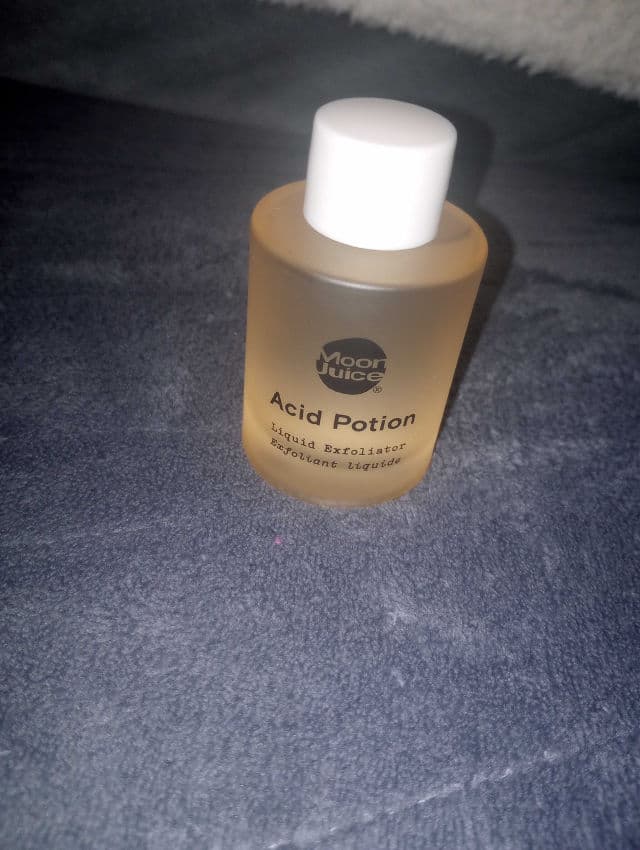 Moon
Juice
®
Acid Potion
Liquid Exfoliator
Exfoliant liquide